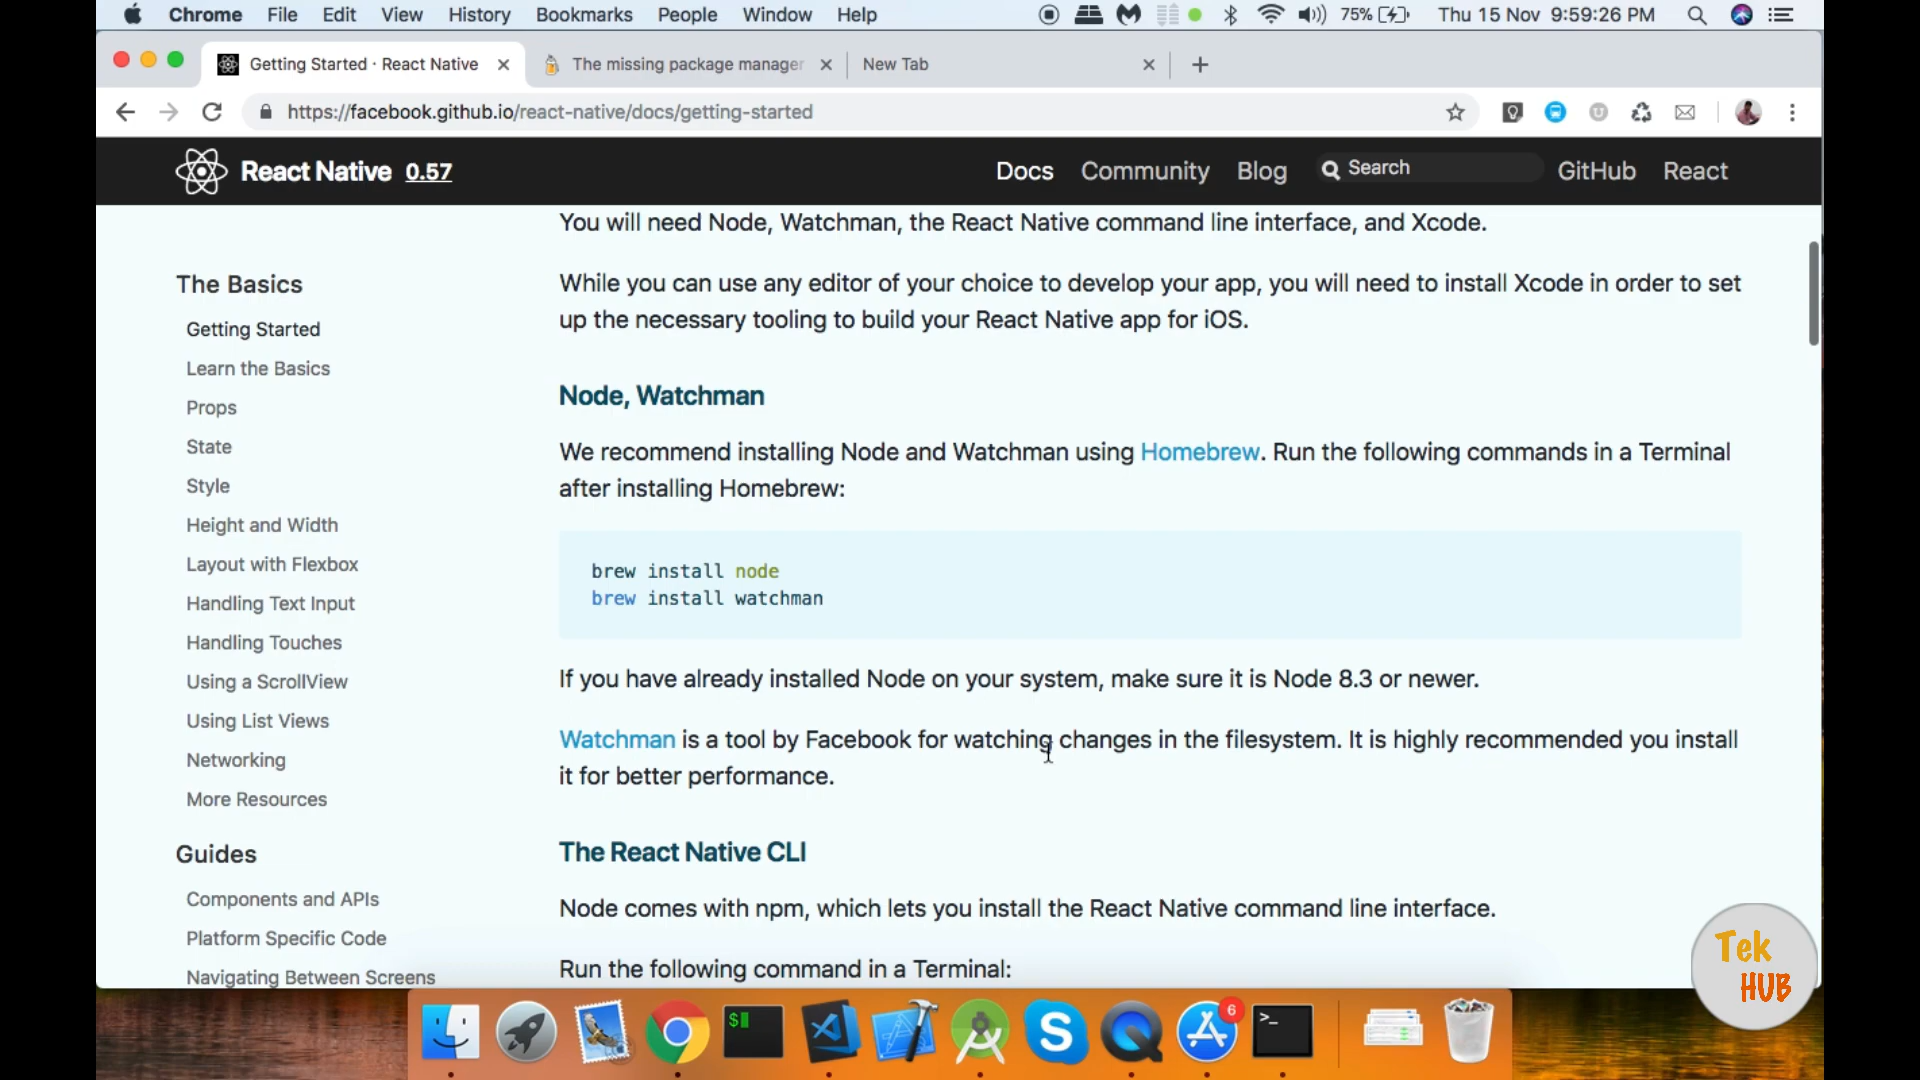 Chrome File Edit View History Bookmarks People Window Help 75% Thu 15 Nov 9:59:26 PM
Getting Started · React Native The missing package manager New Tab
https://facebook.github.io/react-native/docs/getting-started
React Native 0.57 Docs Community Blog Search GitHub React
The Basics
Getting Started
Learn the Basics
Props
State
Style
Height and Width
Layout with Flexbox
Handling Text Input
Handling Touches
Using a ScrollView
Using List Views
Networking
More Resources
Guides
Components and APIs
Platform Specific Code
Navigating Between Screens
You will need Node, Watchman, the React Native command line interface, and Xcode.
While you can use any editor of your choice to develop your app, you will need to install Xcode in order to set
up the necessary tooling to build your React Native app for iOS.
Node, Watchman
We recommend installing Node and Watchman using Homebrew. Run the following commands in a Terminal
after installing Homebrew:
brew install node
brew install watchman
If you have already installed Node on your system, make sure it is Node 8.3 or newer.
Watchman is a tool by Facebook for watching changes in the filesystem. It is highly recommended you install
it for better performance.
The React Native CLI
Node comes with npm, which lets you install the React Native command line interface.
Run the following command in a Terminal:
Tek
HUB
$
6
>_